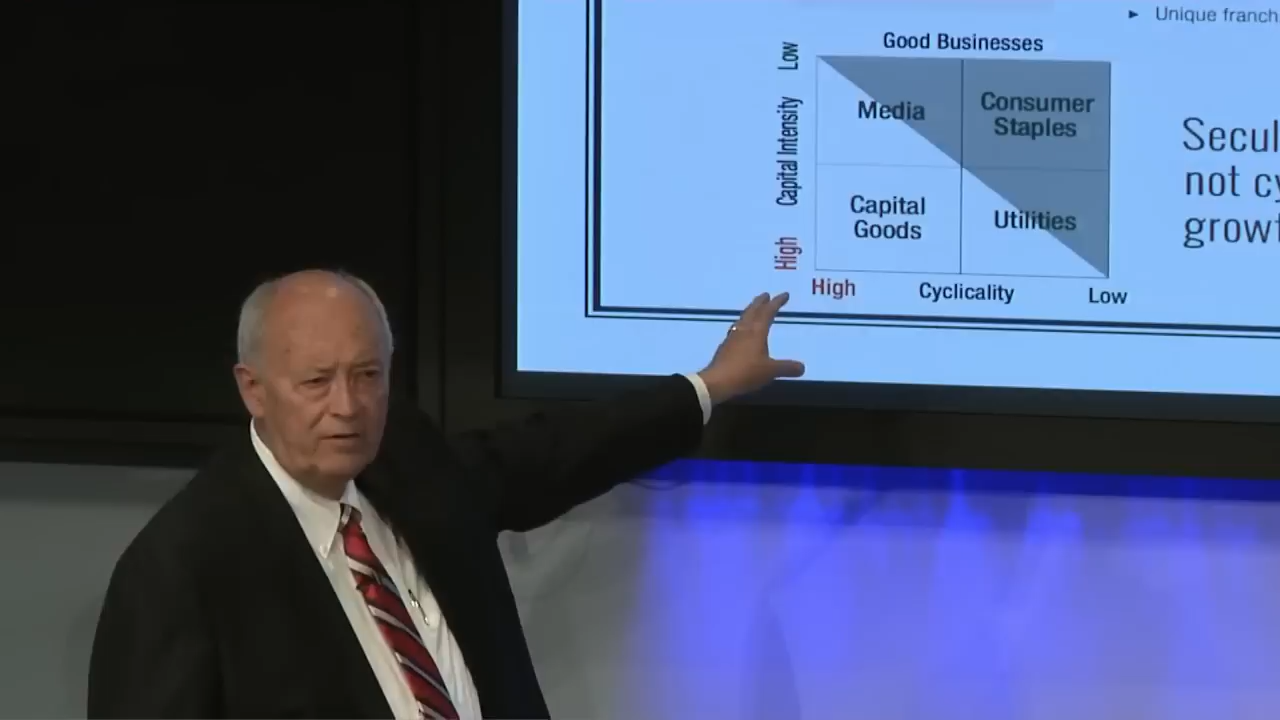 ► Unique franch
Good Businesses
Low
Capital Intensity
High
Media
Consumer
Staples
Capital
Goods
Utilities
High
Cyclicality
Low
Secul
not cy
growt